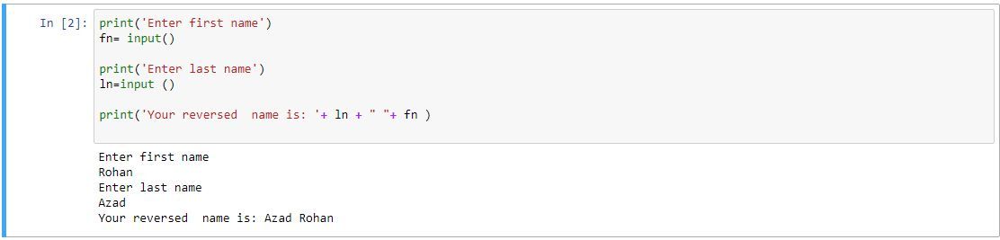 In [2]: print('Enter first name')
fn= input()
print('Enter last name')
ln=input ()
print('Your reversed  name is: '+ ln + " "+ fn )
Enter first name
Rohan
Enter last name
Azad
Your reversed  name is: Azad Rohan